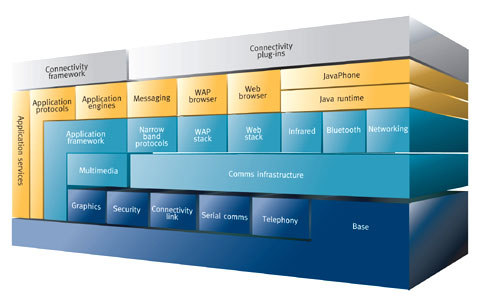 Connectivity
framework
Connectivity
plug-ins
Application services
Application
protocols
Application
engines
Messaging
WAP
browser
Web
browser
JavaPhone
Java runtime
Application
framework
Narrow
band
protocols
WAP
stack
Web
stack
Infrared
Bluetooth
Networking
Multimedia
Comms infrastructure
Graphics
Security
Connectivity
link
Serial comms
Telephony
Base